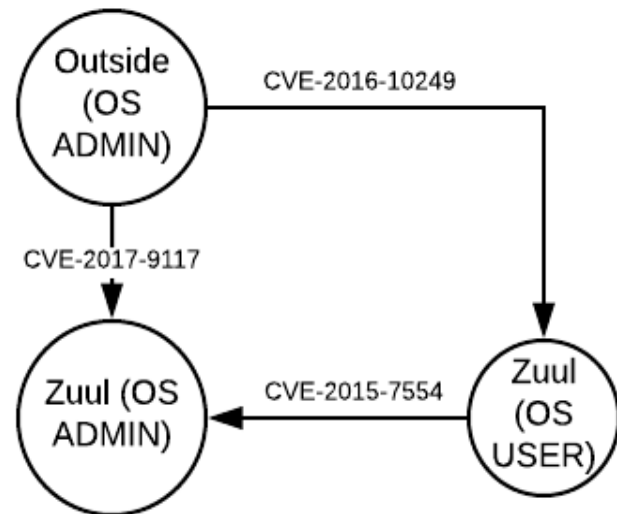 Outside
(OS
ADMIN)
CVE-2016-10249
CVE-2017-9117
Zuul (OS
ADMIN)
CVE-2015-7554
Zuul
(OS
USER)